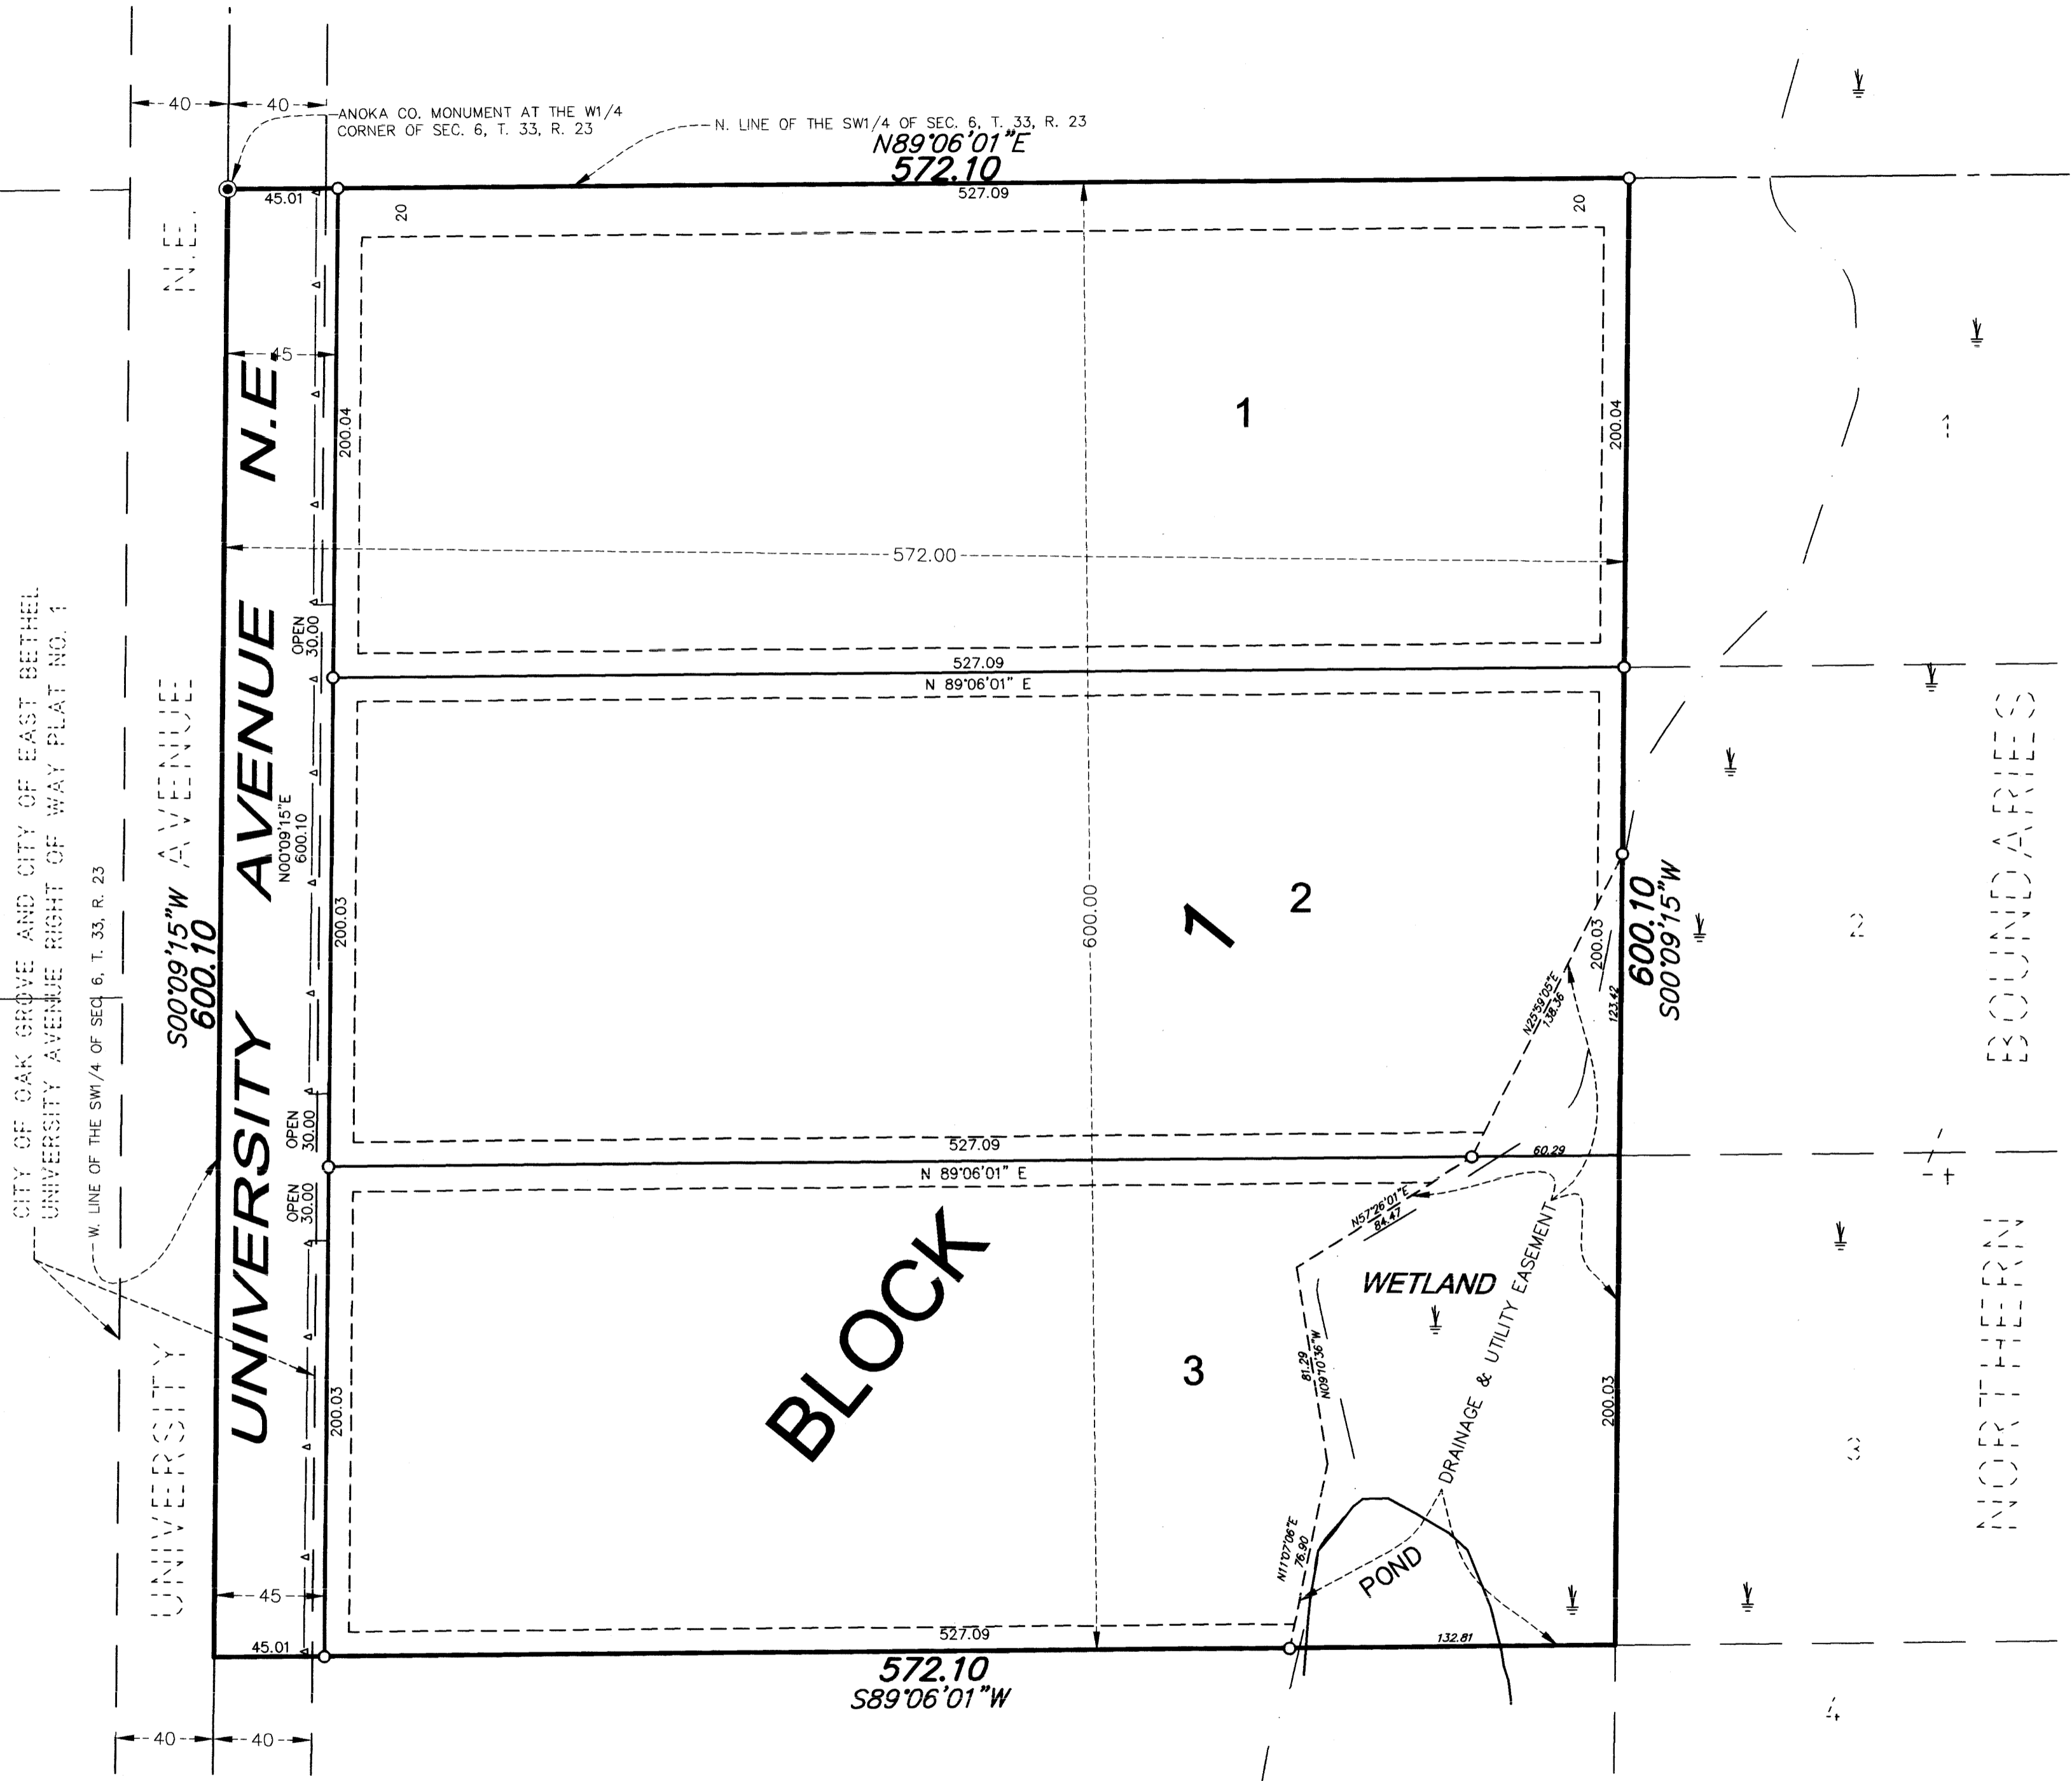 40
40
ANOKA CO. MONUMENT AT THE W1/4
CORNER OF SEC. 6, T. 33, R. 23
N. LINE OF THE SW1/4 OF SEC. 6, T. 33, R. 23
N89°06'01"E
572.10
527.09
45.01
20
20
N.E.
45
N.E.
200.04
200.04
1
1
572.00
OPEN
30.00
527.09
N 89°06'01" E
CITY OF OAK GROVE AND CITY OF EAST BETHEL
UNIVERSITY AVENUE RIGHT OF WAY PLAT NO. 1
W. LINE OF THE SW1/4 OF SEC. 6, T. 33, R. 23
AVENUE
S00°09'15"W
600.10
AVENUE
N00°09'15"E
600.10
200.03
600.00
1
2
N25°59'05"E
138.36
200.03
123.42
600.10
S00°09'15"W
2
BOUNDARIES
OPEN
30.00
527.09
N 89°06'01" E
60.29
OPEN
30.00
UNIVERSITY
UNIVERSITY
BLOCK
N57°26'01"E
84.47
WETLAND
DRAINAGE & UTILITY EASEMENT
81.29
N09°10'36"W
3
200.03
200.03
3
NORTHERN
N11°07'06"E
76.90
POND
45
45.01
527.09
132.81
572.10
S89°06'01"W
40
40
4